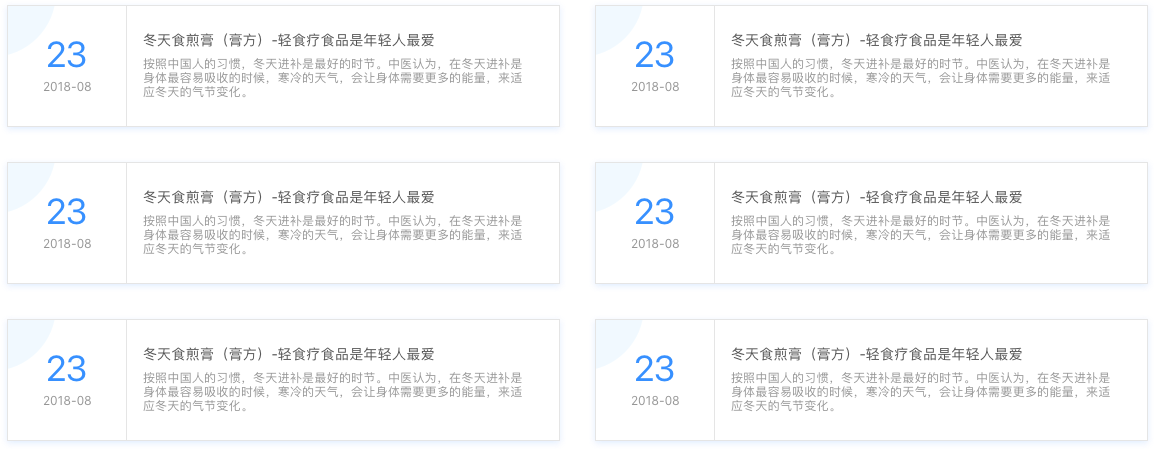 23
2018-08
冬天食煎膏（膏方）-轻食疗食品是年轻人最爱
按照中国人的习惯，冬天进补是最好的时节。中医认为，在冬天进补是
身体最容易吸收的时候，寒冷的天气，会让身体需要更多的能量，来适
应冬天的气节变化。
23
2018-08
冬天食煎膏（膏方）-轻食疗食品是年轻人最爱
按照中国人的习惯，冬天进补是最好的时节。中医认为，在冬天进补是
身体最容易吸收的时候，寒冷的天气，会让身体需要更多的能量，来适
应冬天的气节变化。
23
2018-08
冬天食煎膏（膏方）-轻食疗食品是年轻人最爱
按照中国人的习惯，冬天进补是最好的时节。中医认为，在冬天进补是
身体最容易吸收的时候，寒冷的天气，会让身体需要更多的能量，来适
应冬天的气节变化。
23
2018-08
冬天食煎膏（膏方）-轻食疗食品是年轻人最爱
按照中国人的习惯，冬天进补是最好的时节。中医认为，在冬天进补是
身体最容易吸收的时候，寒冷的天气，会让身体需要更多的能量，来适
应冬天的气节变化。
23
2018-08
冬天食煎膏（膏方）-轻食疗食品是年轻人最爱
按照中国人的习惯，冬天进补是最好的时节。中医认为，在冬天进补是
身体最容易吸收的时候，寒冷的天气，会让身体需要更多的能量，来适
应冬天的气节变化。
23
2018-08
冬天食煎膏（膏方）-轻食疗食品是年轻人最爱
按照中国人的习惯，冬天进补是最好的时节。中医认为，在冬天进补是
身体最容易吸收的时候，寒冷的天气，会让身体需要更多的能量，来适
应冬天的气节变化。